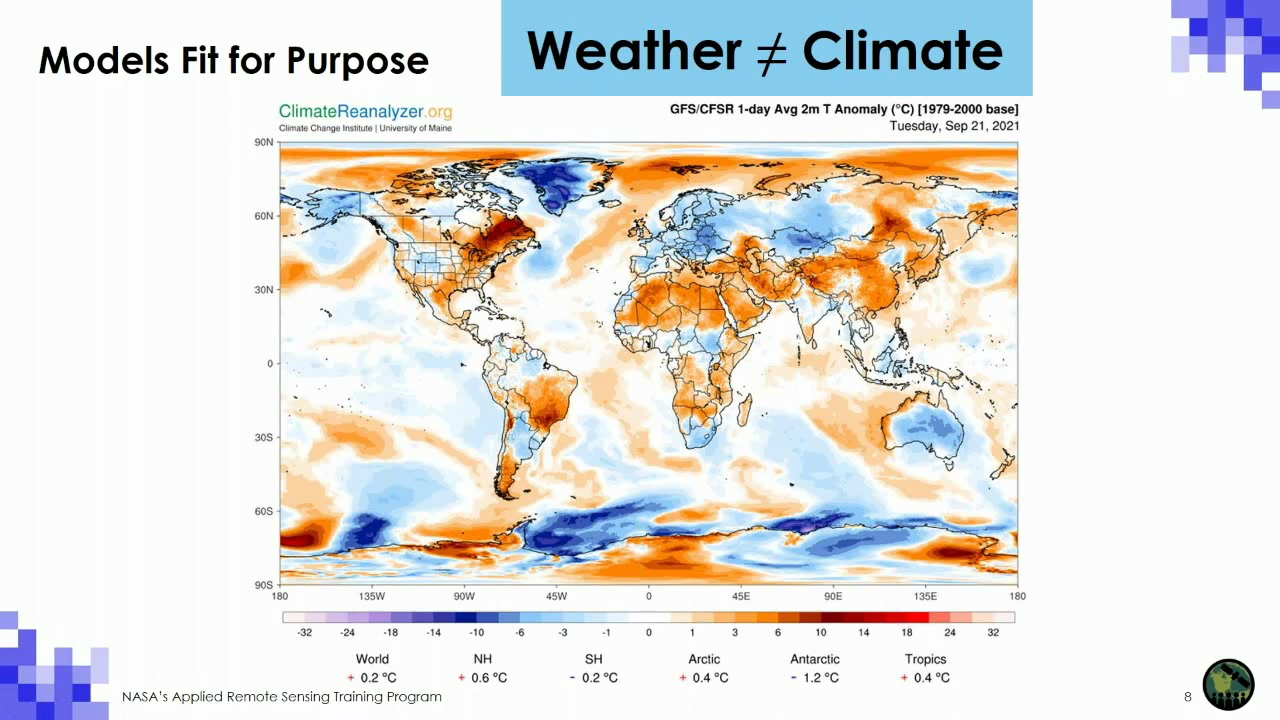 Models Fit for Purpose
Weather ≠ Climate
ClimateReanalyzer.org
Climate Change Institute | University of Maine
GFS/CFSR 1-day Avg 2m T Anomaly (°C) [1979-2000 base]
Tuesday, Sep 21, 2021
90N
60N
30N
0
30S
60S
90S
180 135W 90W 45W 0 45E 90E 135E 180
-32 -24 -18 -14 -10 -6 -3 -1 0 1 3 6 10 14 18 24 32
World NH SH Arctic Antarctic Tropics
+ 0.2 °C + 0.6 °C - 0.2 °C + 0.4 °C - 1.2 °C + 0.4 °C
NASA's Applied Remote Sensing Training Program
8